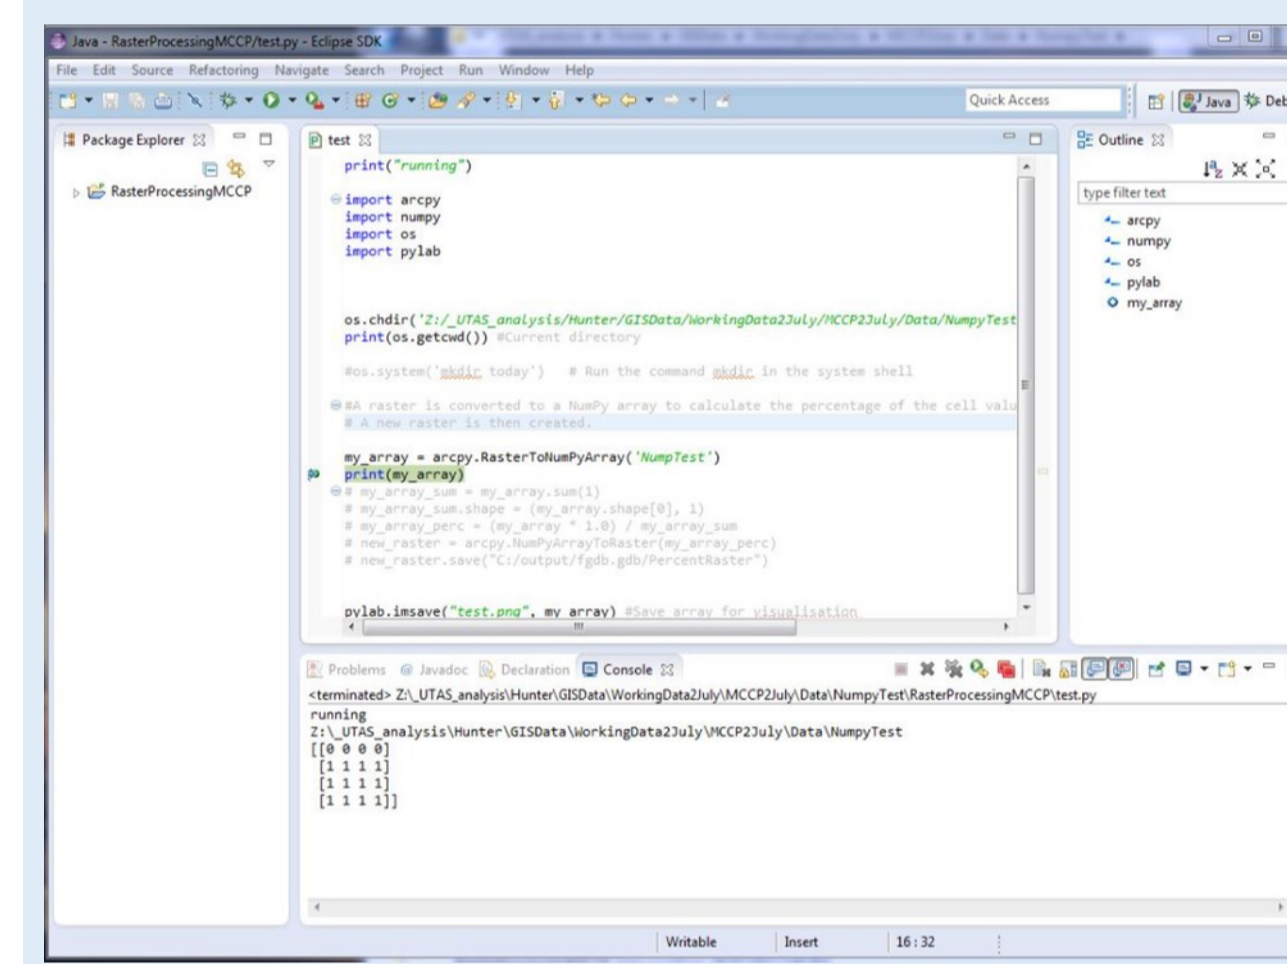 Java - RasterProcessingMCCP/test.py - Eclipse SDK
File Edit Source Refactoring Navigate Search Project Run Window Help
Quick Access
Java
Deb
Package Explorer
RasterProcessingMCCP
test
print("running")
import arcpy
import numpy
import os
import pylab
os.chdir('Z:/_UTAS_analysis/Hunter/GISData/WorkingData2July/MCCP2July/Data/NumpyTest
print(os.getcwd()) #Current directory
#os.system('mkdir today') # Run the command mkdir in the system shell
#A raster is converted to a NumPy array to calculate the percentage of the cell valu
# A new raster is then created.
my_array = arcpy.RasterToNumPyArray('NumpTest')
print(my_array)
# my_array_sum = my_array.sum(1)
# my_array_sum.shape = (my_array.shape[0], 1)
# my_array_perc = (my_array * 1.0) / my_array_sum
# new_raster = arcpy.NumPyArrayToRaster(my_array_perc)
# new_raster.save("C:/output/fgdb.gdb/PercentRaster")
pylab.imsave("test.png", my_array) #Save array for visualisation
Outline
type filter text
arcpy
numpy
os
pylab
my_array
Problems @ Javadoc Declaration Console
<terminated> Z:\_UTAS_analysis\Hunter\GISData\WorkingData2July\MCCP2July\Data\NumpyTest\RasterProcessingMCCP\test.py
running
Z:\_UTAS_analysis\Hunter\GISData\WorkingData2July\MCCP2July\Data\NumpyTest
[[0 0 0 0]
[1 1 1 1]
[1 1 1 1]
[1 1 1 1]]
Writable Insert 16 : 32